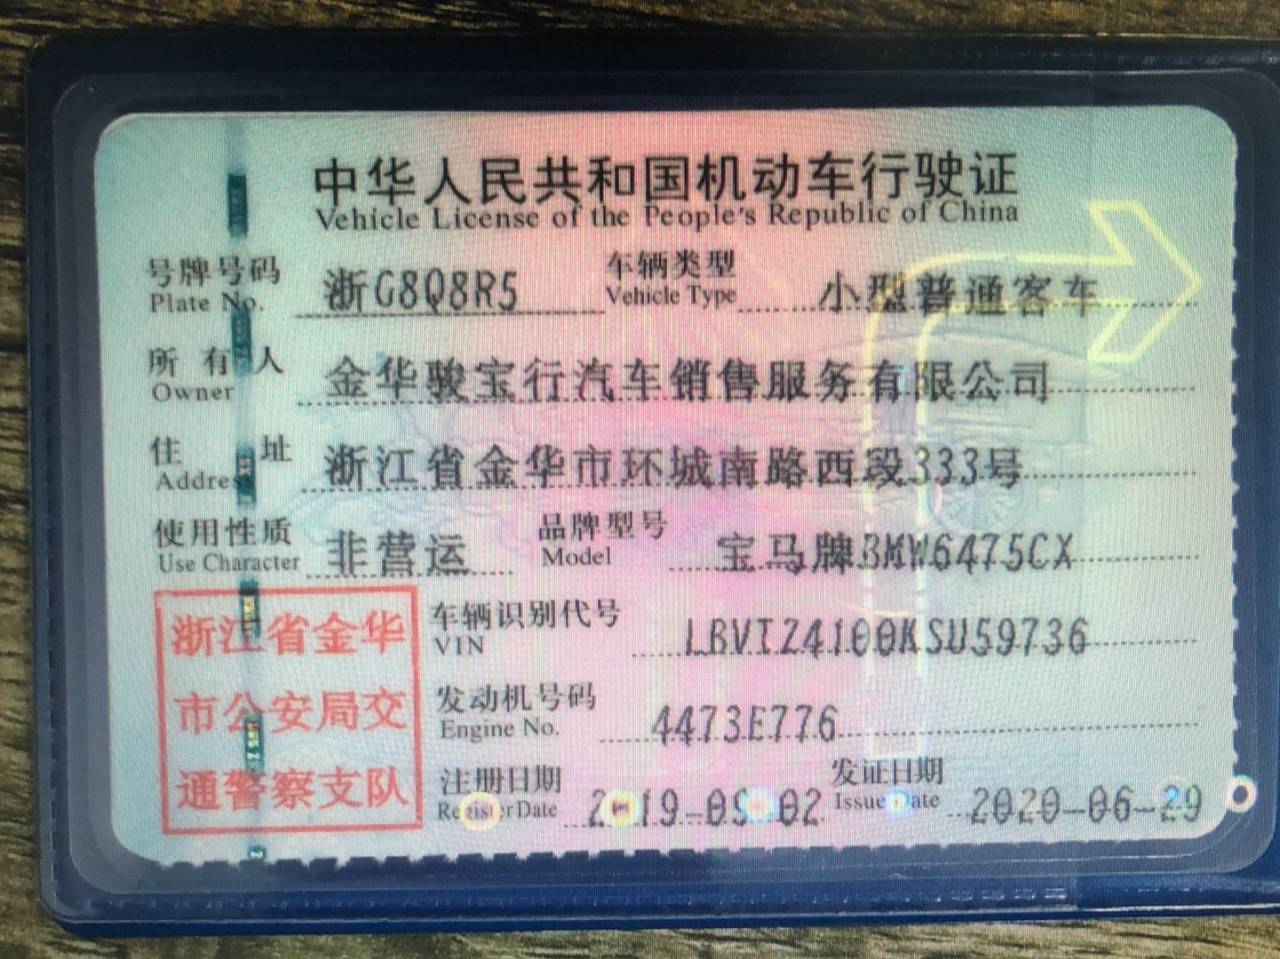 中华人民共和国机动车行驶证
Vehicle License of the People's Republic of China
号牌号码 浙G8Q8R5 车辆类型 小型普通客车
Plate No. Vehicle Type
所有人 金华骏宝行汽车销售服务有限公司
Owner
住址 浙江省金华市环城南路西段333号
Address
使用性质 非营运 品牌型号 宝马牌BMW6475CX
Use Character Model
浙江省金华
市公安局交
通警察支队
车辆识别代号 LBVTZ4100KSU59736
VIN
发动机号码 4473E776
Engine No.
注册日期 2019-09-02 发证日期 2020-06-29
Register Date Issue Date